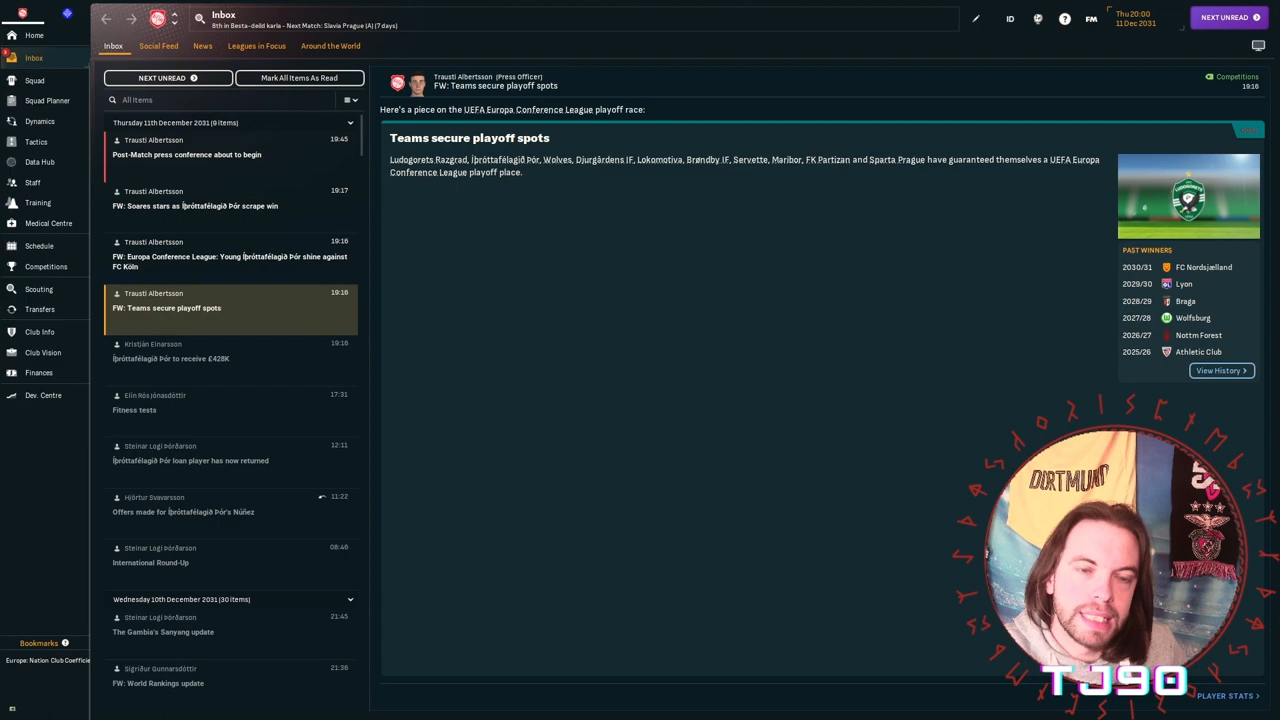 Inbox
8th in Besta-deild karla - Next Match: Slavia Prague (A) (7 days)
ID
FM
Thu 20:00
11 Dec 2031
NEXT UNREAD
Home
3
Inbox
Squad
Squad Planner
Dynamics
Tactics
Data Hub
Staff
Training
Medical Centre
Schedule
Competitions
Scouting
Transfers
Club Info
Club Vision
Finances
Dev. Centre
Bookmarks
Europe: Nation Club Coefficie
Inbox
Social Feed
News
Leagues in Focus
Around the World
NEXT UNREAD
Mark All Items As Read
All Items
Thursday 11th December 2031 (9 items)
Trausti Albertsson 19:45
Post-Match press conference about to begin
Trausti Albertsson 19:17
FW: Soares stars as Íþróttafélagið Þór scrape win
Trausti Albertsson 19:16
FW: Europa Conference League: Young Íþróttafélagið Þór shine against
FC Köln
Trausti Albertsson 19:16
FW: Teams secure playoff spots
Kristján Einarsson 19:16
Íþróttafélagið Þór to receive £428K
Elín Rós Jónasdóttir 17:31
Fitness tests
Steinar Logi Þórðarson 12:11
Íþróttafélagið Þór loan player has now returned
Hjörtur Svavarsson 11:22
Offers made for Íþróttafélagið Þór's Núñez
Steinar Logi Þórðarson 08:46
International Round-Up
Wednesday 10th December 2031 (30 items)
Steinar Logi Þórðarson 21:45
The Gambia's Sanyang update
Sigríður Gunnarsdóttir 21:36
FW: World Rankings update
Trausti Albertsson (Press Officer)
FW: Teams secure playoff spots
Competitions
19:16
Here's a piece on the UEFA Europa Conference League playoff race:
Teams secure playoff spots
Ludogorets Razgrad, Íþróttafélagið Þór, Wolves, Djurgårdens IF, Lokomotiva, Brøndby IF, Servette, Maribor, FK Partizan and Sparta Prague have guaranteed themselves a UEFA Europa
Conference League playoff place.
LUDOGORETS
PAST WINNERS
2030/31 FC Nordsjælland
2029/30 Lyon
2028/29 Braga
2027/28 Wolfsburg
2026/27 Nottm Forest
2025/26 Athletic Club
View History
DORTMUND
TJ90
PLAYER STATS